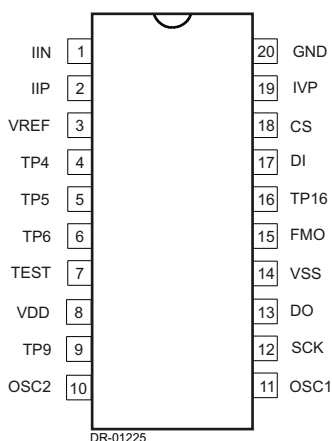 IIN 1 20 GND
IIP 2 19 IVP
VREF 3 18 CS
TP4 4 17 DI
TP5 5 16 TP16
TP6 6 15 FMO
TEST 7 14 VSS
VDD 8 13 DO
TP9 9 12 SCK
OSC2 10 11 OSC1
DR-01225